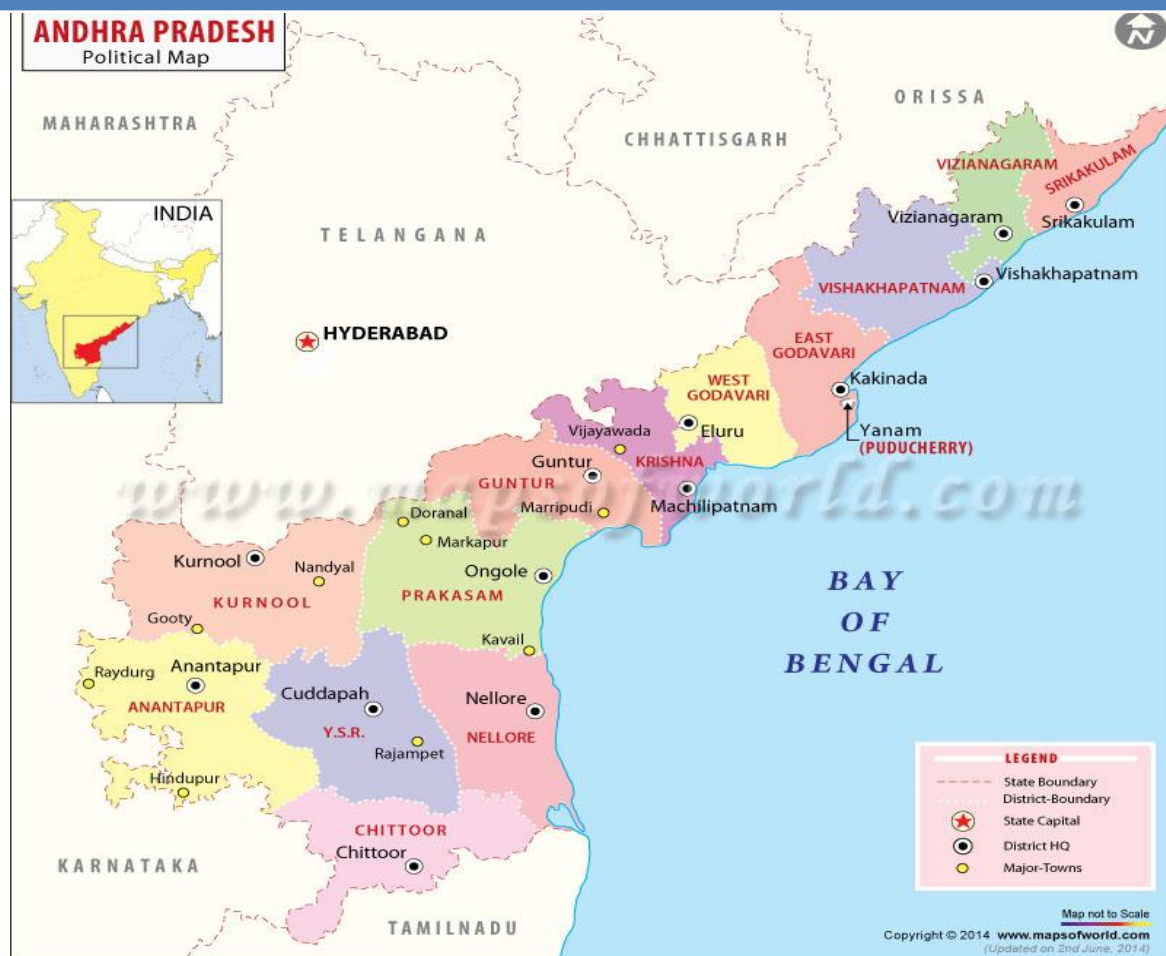 ANDHRA PRADESH
Political Map
N
MAHARASHTRA
CHHATTISGARH
ORISSA
TELANGANA
INDIA
HYDERABAD
VIZIANAGARAM
SRIKAKULAM
Vizianagaram
Srikakulam
Vishakhapatnam
VISHAKHAPATNAM
EAST
GODAVARI
Kakinada
Yanam
(PUDUCHERRY)
WEST
GODAVARI
Eluru
Vijayawada
KRISHNA
Machilipatnam
Guntur
GUNTUR
Marripudi
www.mapsofworld.com
Doranal
Markapur
Ongole
PRAKASAM
Kavail
Kurnool
Nandyal
KURNOOL
Gooty
Raydurg
Anantapur
ANANTAPUR
Hindupur
Cuddapah
Y.S.R.
Rajampet
Nellore
NELLORE
CHITTOOR
Chittoor
KARNATAKA
TAMILNADU
BAY
OF
BENGAL
LEGEND
State Boundary
District-Boundary
State Capital
District HQ
Major-Towns
Map not to Scale
Copyright © 2014 www.mapsofworld.com
(Updated on 2nd June, 2014)